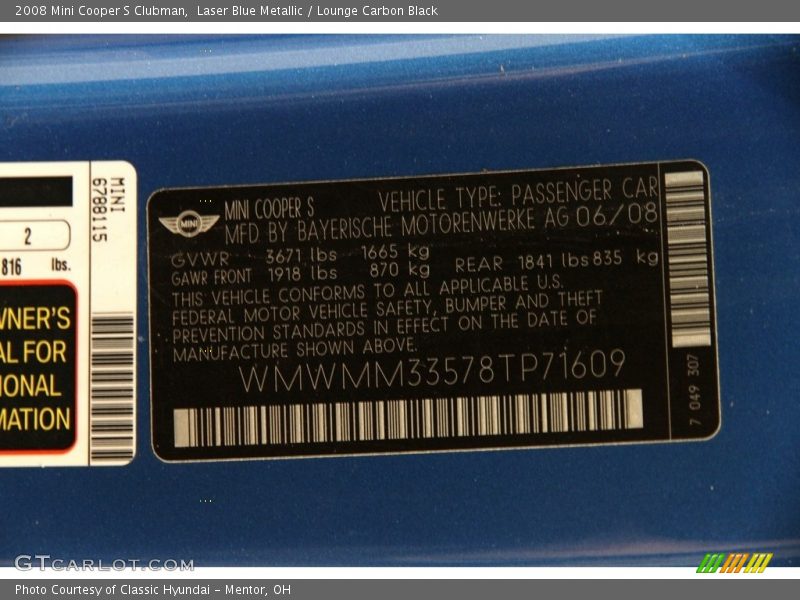 2008 Mini Cooper S Clubman,  Laser Blue Metallic / Lounge Carbon Black
MINI
6788115
2
816 lbs.
WNER'S
AL FOR
IONAL
MATION
MINI
MINI COOPER S VEHICLE TYPE: PASSENGER CAR
MFD BY BAYERISCHE MOTORENWERKE AG 06/08
GVWR 3671 lbs 1665 kg
GAWR FRONT 1918 lbs 870 kg REAR 1841 lbs 835 kg
THIS VEHICLE CONFORMS TO ALL APPLICABLE U.S.
FEDERAL MOTOR VEHICLE SAFETY, BUMPER AND THEFT
PREVENTION STANDARDS IN EFFECT ON THE DATE OF
MANUFACTURE SHOWN ABOVE.
WMWMM33578TP71609
7 049 307
GTCARLOT.COM
Photo Courtesy of Classic Hyundai - Mentor, OH